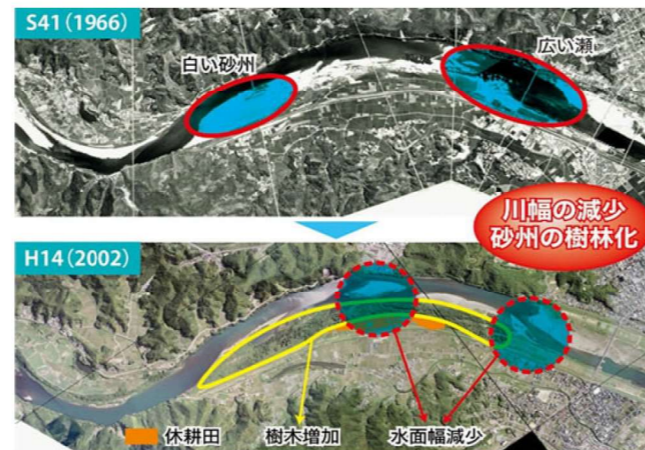 S41(1966)
白い砂州
広い瀬
川幅の減少
砂州の樹林化
H14(2002)
休耕田
樹木増加
水面幅減少